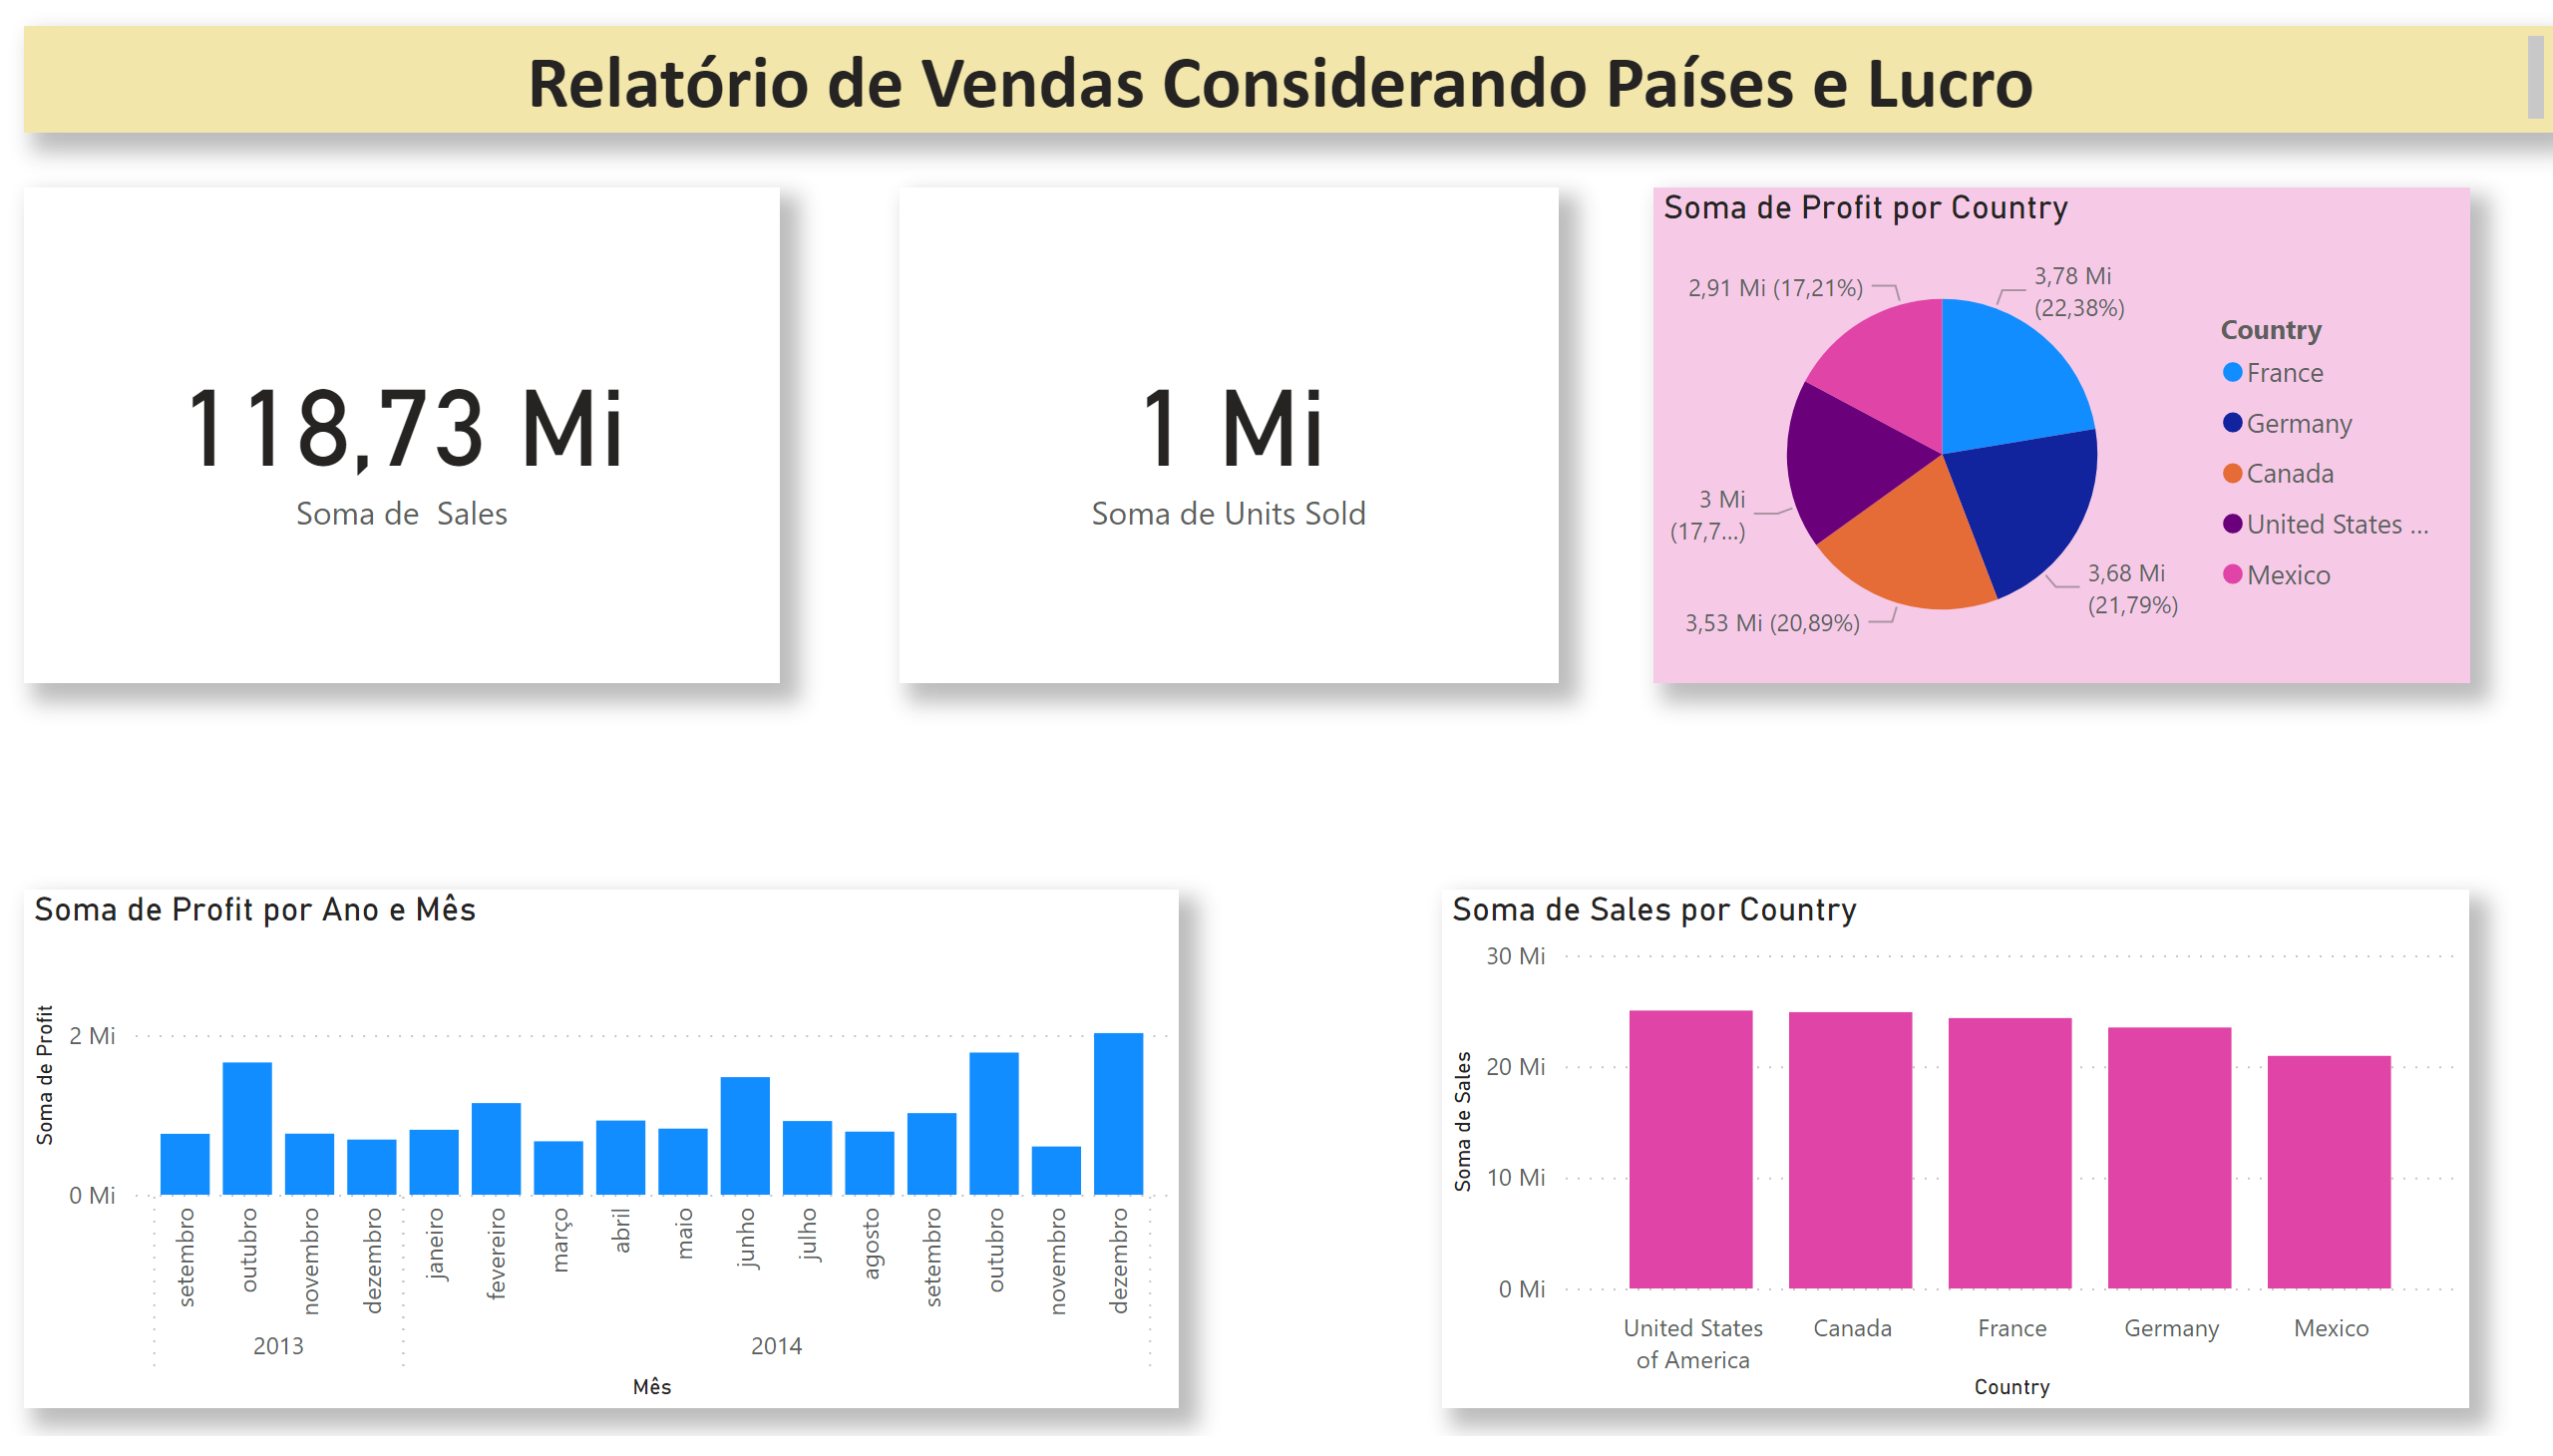 Relatório de Vendas Considerando Países e Lucro
118,73 Mi
Soma de  Sales
1 Mi
Soma de Units Sold
Soma de Profit por Country
2,91 Mi (17,21%)
3,78 Mi
(22,38%)
3 Mi
(17,7...)
3,53 Mi (20,89%)
3,68 Mi
(21,79%)
Country
France
Germany
Canada
United States ...
Mexico
Soma de Profit por Ano e Mês
Soma de Profit
2 Mi
0 Mi
setembro
outubro
novembro
dezembro
janeiro
fevereiro
março
abril
maio
junho
julho
agosto
setembro
outubro
novembro
dezembro
2013
2014
Mês
Soma de Sales por Country
Soma de Sales
30 Mi
20 Mi
10 Mi
0 Mi
United States
of America
Canada
France
Germany
Mexico
Country